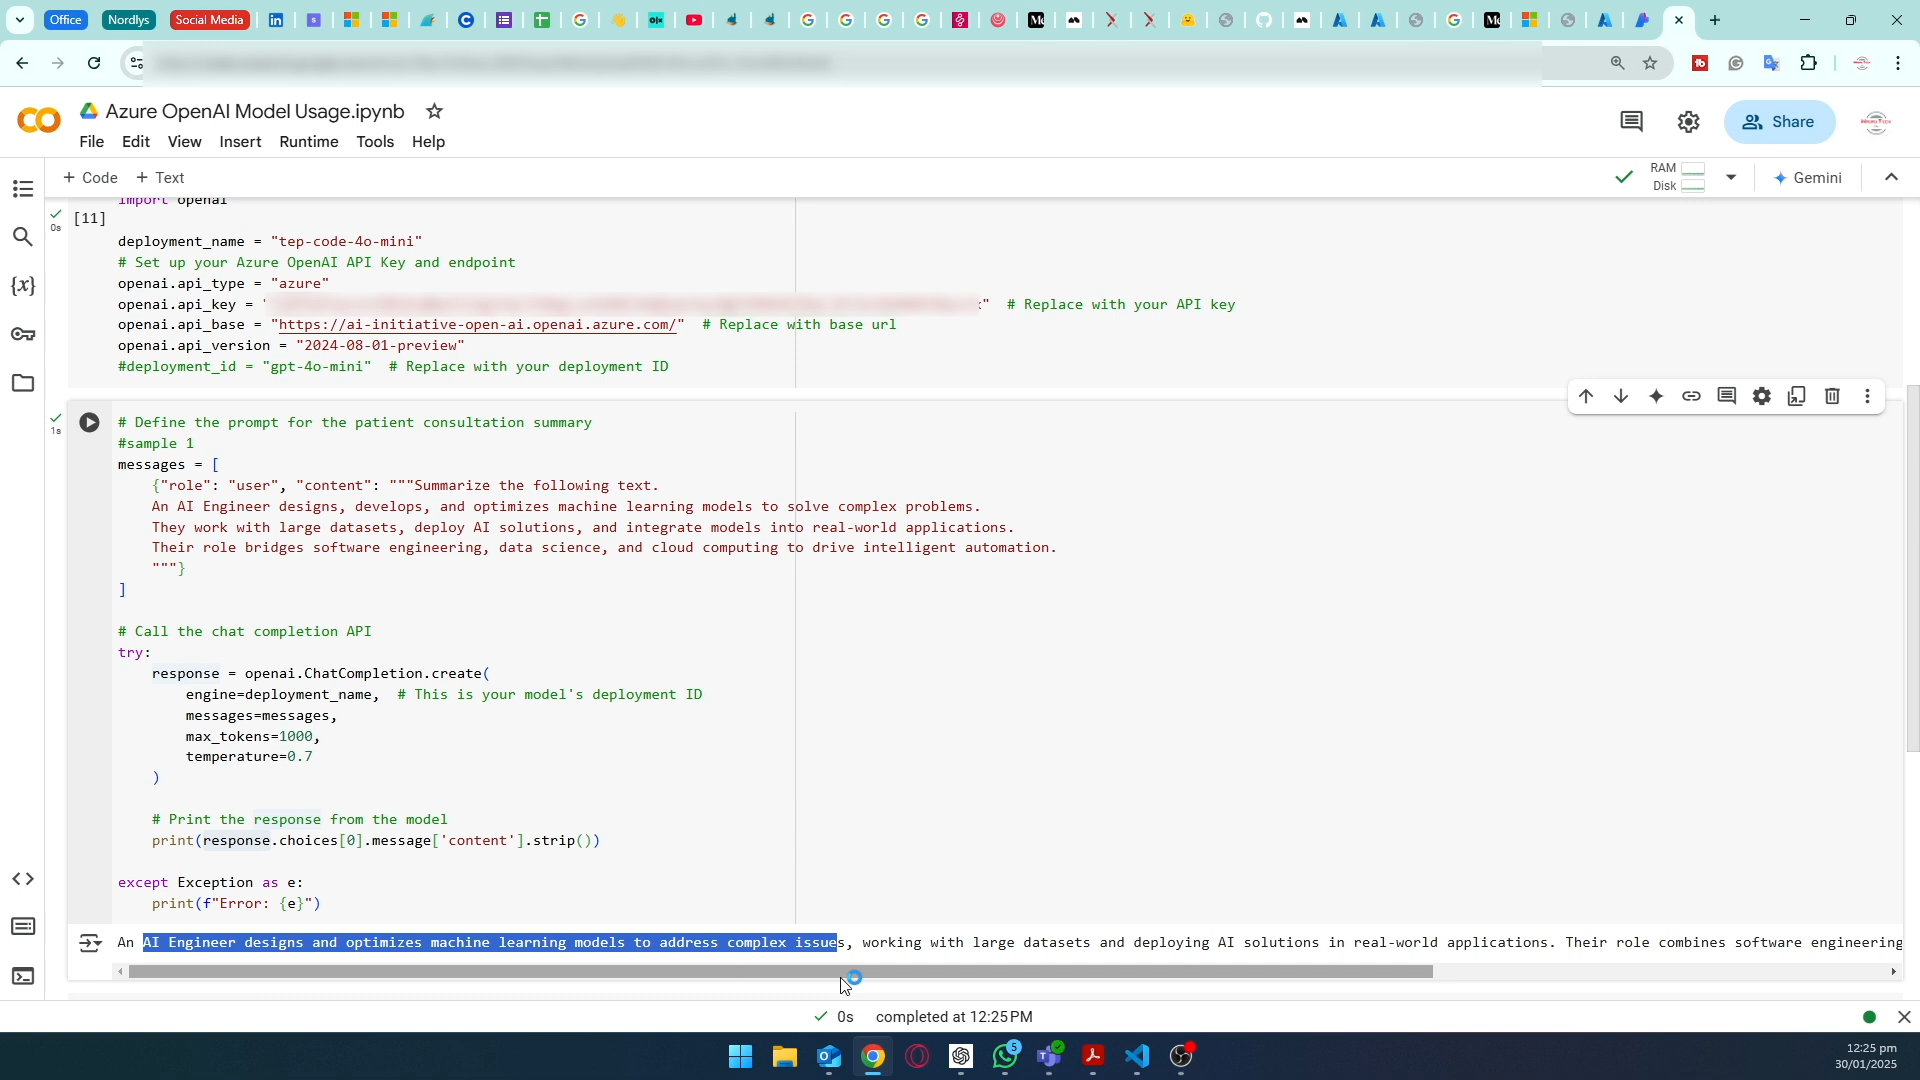 Office
Nordlys
Social Media
Azure OpenAI Model Usage.ipynb
File Edit View Insert Runtime Tools Help
Share
+ Code + Text
RAM
Disk
Gemini
import openai
[11]
0s
deployment_name = "tep-code-4o-mini"
# Set up your Azure OpenAI API Key and endpoint
openai.api_type = "azure"
openai.api_key = " " # Replace with your API key
openai.api_base = "https://ai-initiative-open-ai.openai.azure.com/" # Replace with base url
openai.api_version = "2024-08-01-preview"
#deployment_id = "gpt-4o-mini" # Replace with your deployment ID
1s
# Define the prompt for the patient consultation summary
#sample 1
messages = [
{"role": "user", "content": """Summarize the following text.
An AI Engineer designs, develops, and optimizes machine learning models to solve complex problems.
They work with large datasets, deploy AI solutions, and integrate models into real-world applications.
Their role bridges software engineering, data science, and cloud computing to drive intelligent automation.
"""}
]
# Call the chat completion API
try:
response = openai.ChatCompletion.create(
engine=deployment_name, # This is your model's deployment ID
messages=messages,
max_tokens=1000,
temperature=0.7
)
# Print the response from the model
print(response.choices[0].message['content'].strip())
except Exception as e:
print(f"Error: {e}")
An AI Engineer designs and optimizes machine learning models to address complex issues, working with large datasets and deploying AI solutions in real-world applications. Their role combines software engineering
0s completed at 12:25 PM
5
12:25 pm
30/01/2025